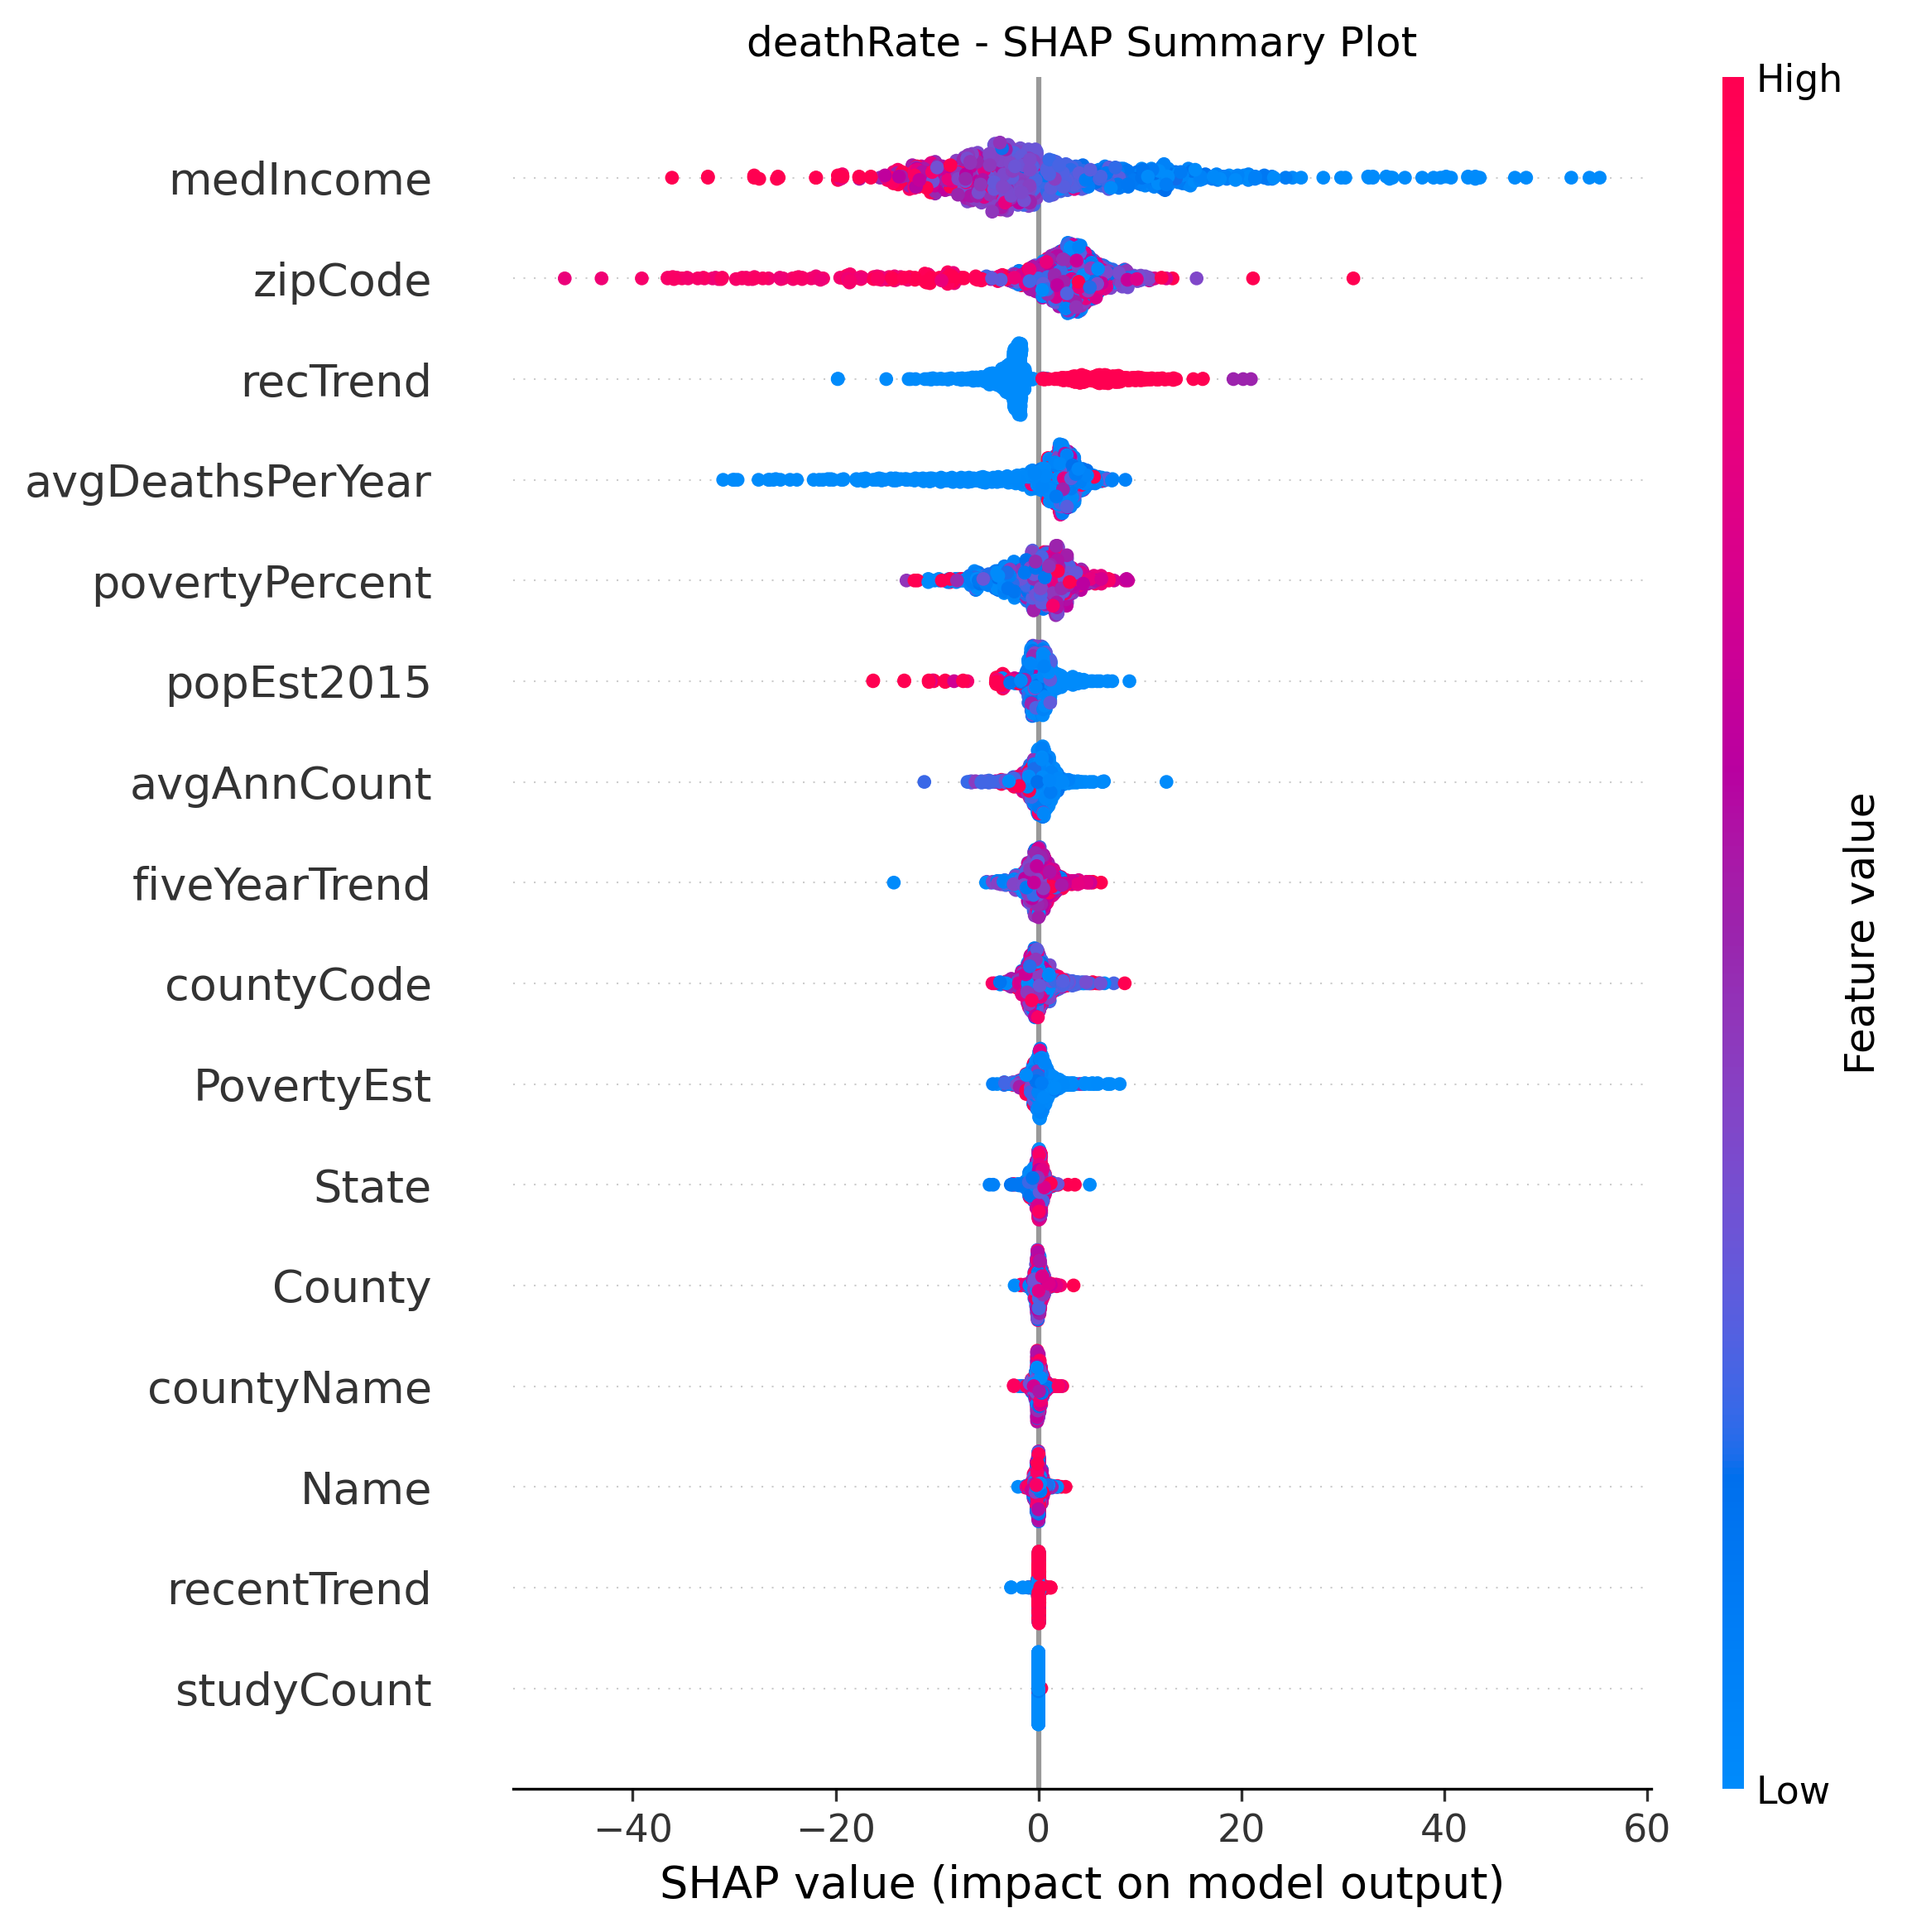 deathRate - SHAP Summary Plot
High
medIncome
zipCode
recTrend
avgDeathsPerYear
povertyPercent
popEst2015
avgAnnCount
fiveYearTrend
countyCode
PovertyEst
State
County
countyName
Name
recentTrend
studyCount
Feature value
Low
−40 −20 0 20 40 60
SHAP value (impact on model output)